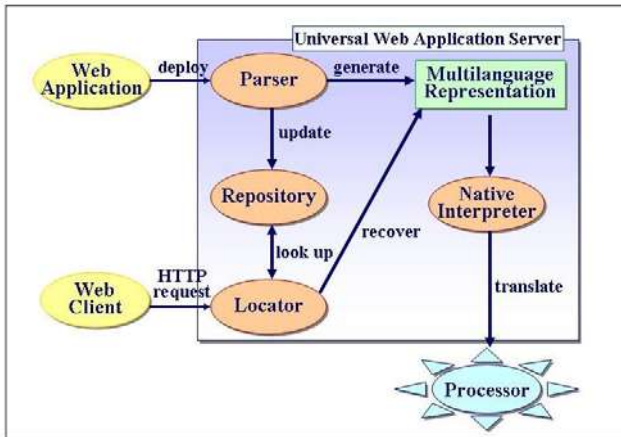 Universal Web Application Server
Web
Application
deploy
Parser
generate
Multilanguage
Representation
update
Repository
Native
Interpreter
look up
recover
HTTP
request
Web
Client
Locator
translate
Processor